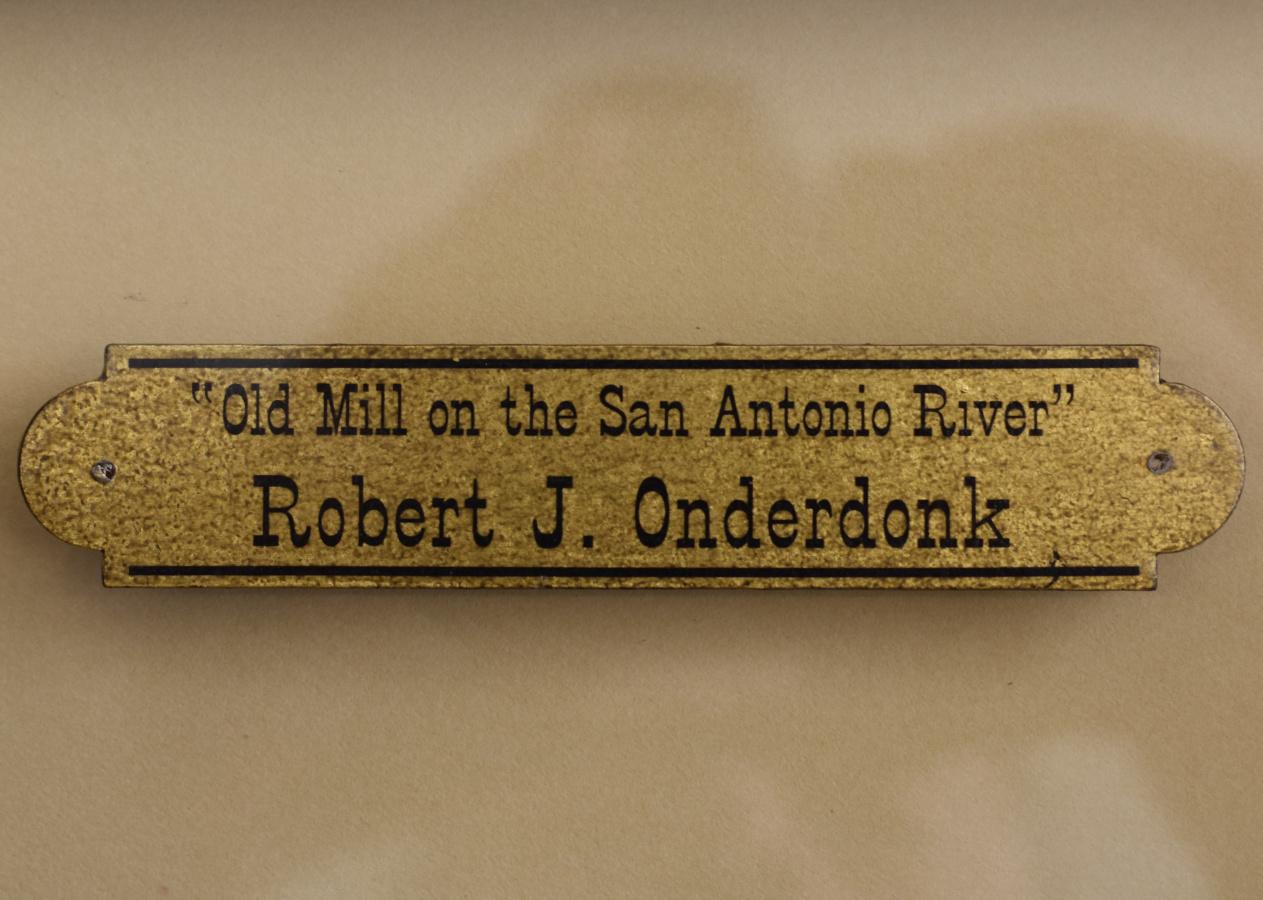 “Old Mill on the San Antonio River”
Robert J. Onderdonk